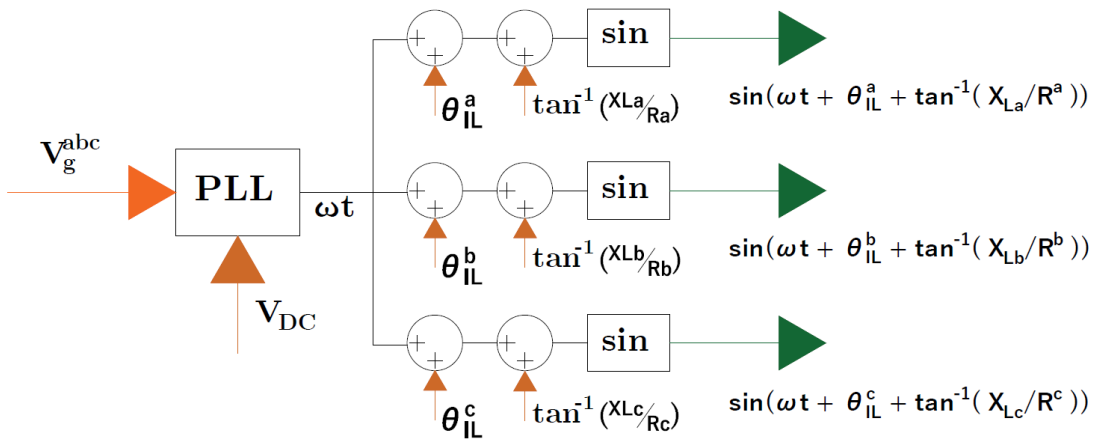 + + + + sin
θ_IL^a tan⁻¹(XLa/Ra) sin(ωt + θ_IL^a + tan⁻¹( X_La/R^a))
V_g^abc
PLL ωt + + + + sin
θ_IL^b tan⁻¹(XLb/Rb) sin(ωt + θ_IL^b + tan⁻¹( X_Lb/R^b))
V_DC
+ + + + sin
θ_IL^c tan⁻¹(XLc/Rc) sin(ωt + θ_IL^c + tan⁻¹( X_Lc/R^c))